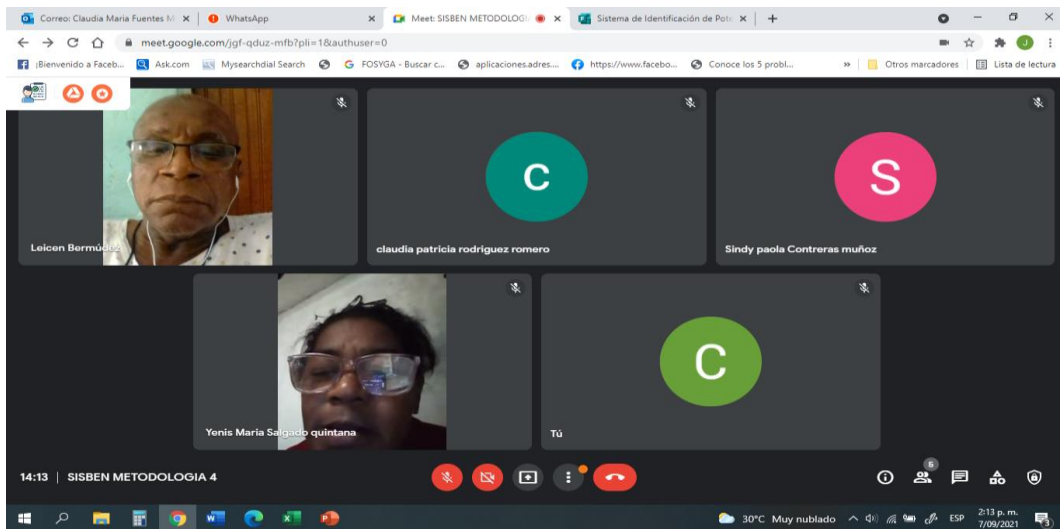 Correo: Claudia Maria Fuentes M
WhatsApp
Meet: SISBEN METODOLOGI
Sistema de Identificación de Pote
meet.google.com/jgf-qduz-mfb?pli=1&authuser=0
J
¡Bienvenido a Faceb...
Ask.com
Mysearchdial Search
FOSYGA - Buscar c...
aplicaciones.adres....
https://www.facebo...
Conoce los 5 probl...
»
Otros marcadores
Lista de lectura
Leicen Bermúdez
C
claudia patricia rodriguez romero
S
Sindy paola Contreras muñoz
Yenis Maria Salgado quintana
C
Tú
14:13 | SISBEN METODOLOGIA 4
30°C Muy nublado
ESP
2:13 p. m.
7/09/2021